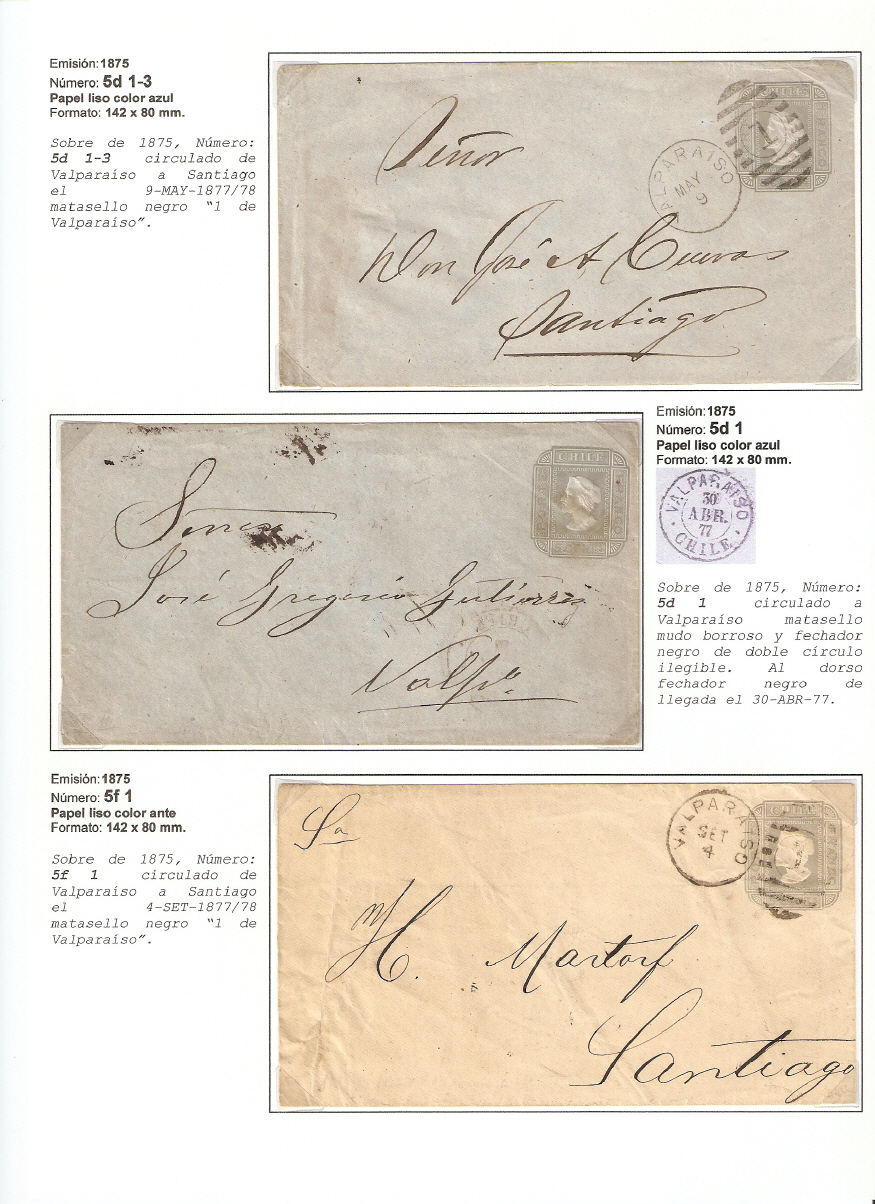 Emisión: 1875
Número: 5d 1-3
Papel liso color azul
Formato: 142 x 80 mm.
Sobre de 1875, Número:
5d 1-3 circulado de
Valparaíso a Santiago
el 9-MAY-1877/78
matasello negro "1 de
Valparaíso".
CHILE
1
VALPARAISO
MAY
9
Señor
Don José A Cuevas
Santiago
Emisión: 1875
Número: 5d 1
Papel liso color azul
Formato: 142 x 80 mm.
VALPARAISO
30
ABR.
77
CHILE
Sobre de 1875, Número:
5d 1 circulado a
Valparaíso matasello
mudo borroso y fechador
negro de doble círculo
ilegible. Al dorso
fechador negro de
llegada el 30-ABR-77.
CHILE
José Gregorio Gutierrez
Valpo
Emisión: 1875
Número: 5f 1
Papel liso color ante
Formato: 142 x 80 mm.
Sobre de 1875, Número:
5f 1 circulado de
Valparaíso a Santiago
el 4-SET-1877/78
matasello negro "1 de
Valparaíso".
VALPARAISO
SET
4
H. Martorf
Santiago